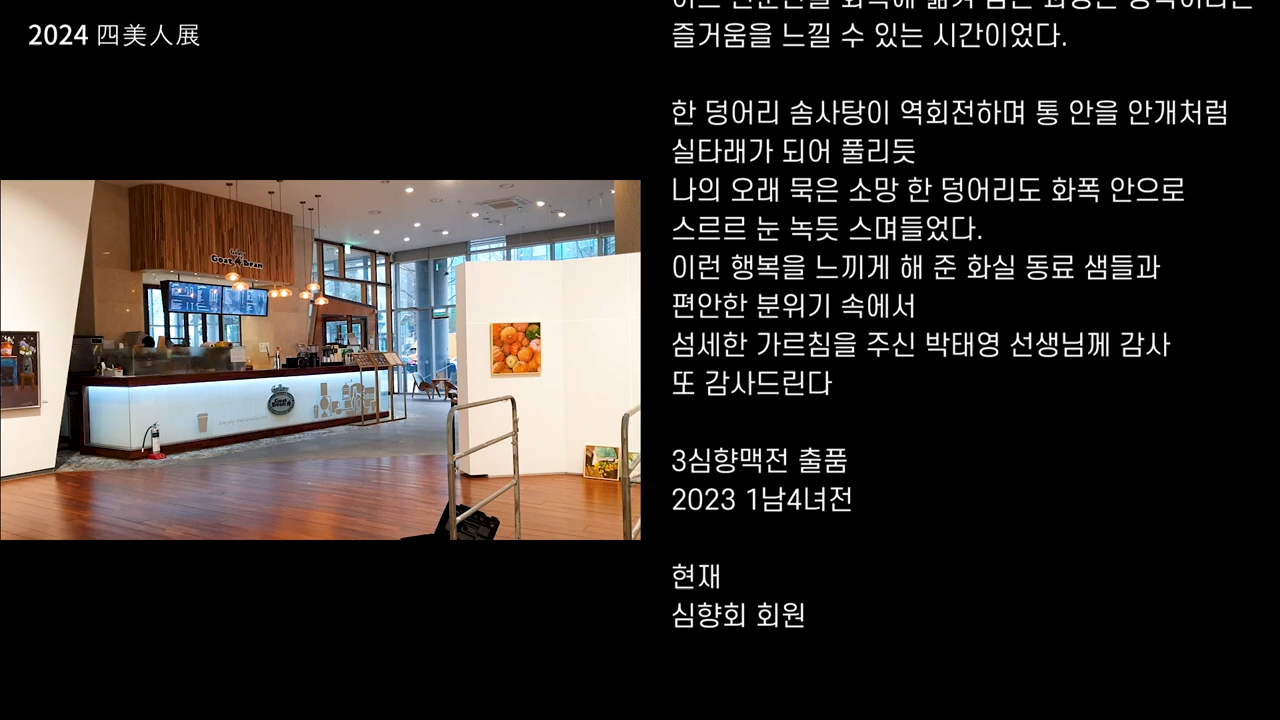 2024 四美人展
즐거움을 느낄 수 있는 시간이었다.
한 덩어리 솜사탕이 역회전하며 통 안을 안개처럼
실타래가 되어 풀리듯
나의 오래 묵은 소망 한 덩어리도 화폭 안으로
스르르 눈 녹듯 스며들었다.
이런 행복을 느끼게 해 준 화실 동료 샘들과
편안한 분위기 속에서
섬세한 가르침을 주신 박태영 선생님께 감사
또 감사드린다
3심향맥전 출품
2023 1남4녀전
현재
심향회 회원
Goat Bean